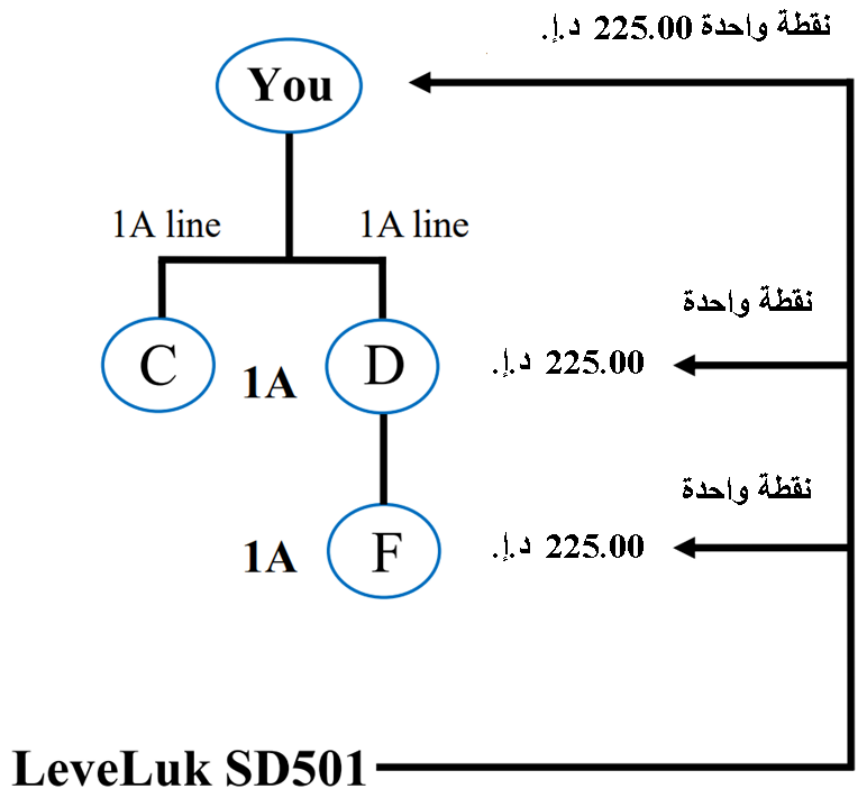 نقطة واحدة 225.00 د.إ.
You
1A line 1A line
نقطة واحدة
C 1A D 225.00 د.إ.
نقطة واحدة
1A F 225.00 د.إ.
LeveLuk SD501